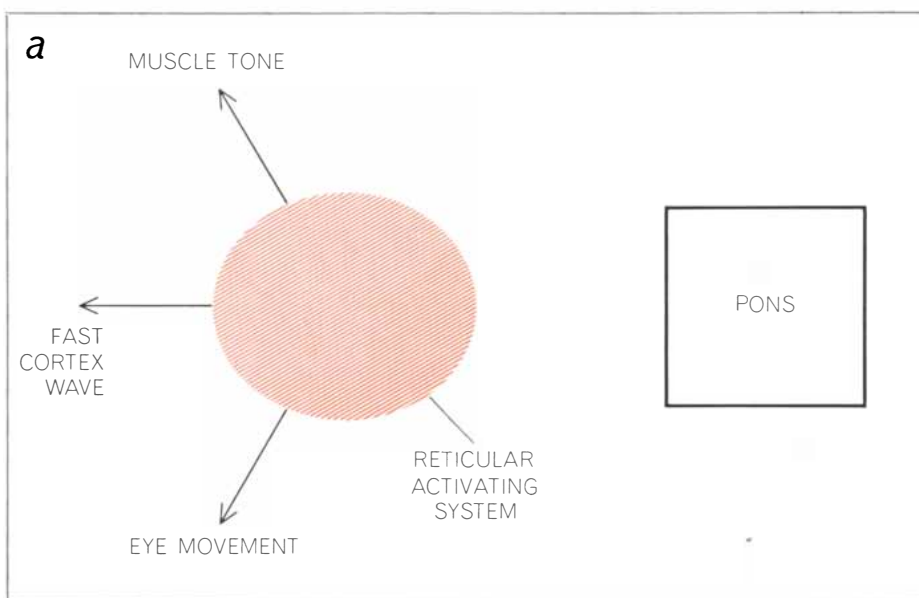 a
MUSCLE TONE
PONS
FAST
CORTEX
WAVE
RETICULAR
ACTIVATING
SYSTEM
EYE MOVEMENT